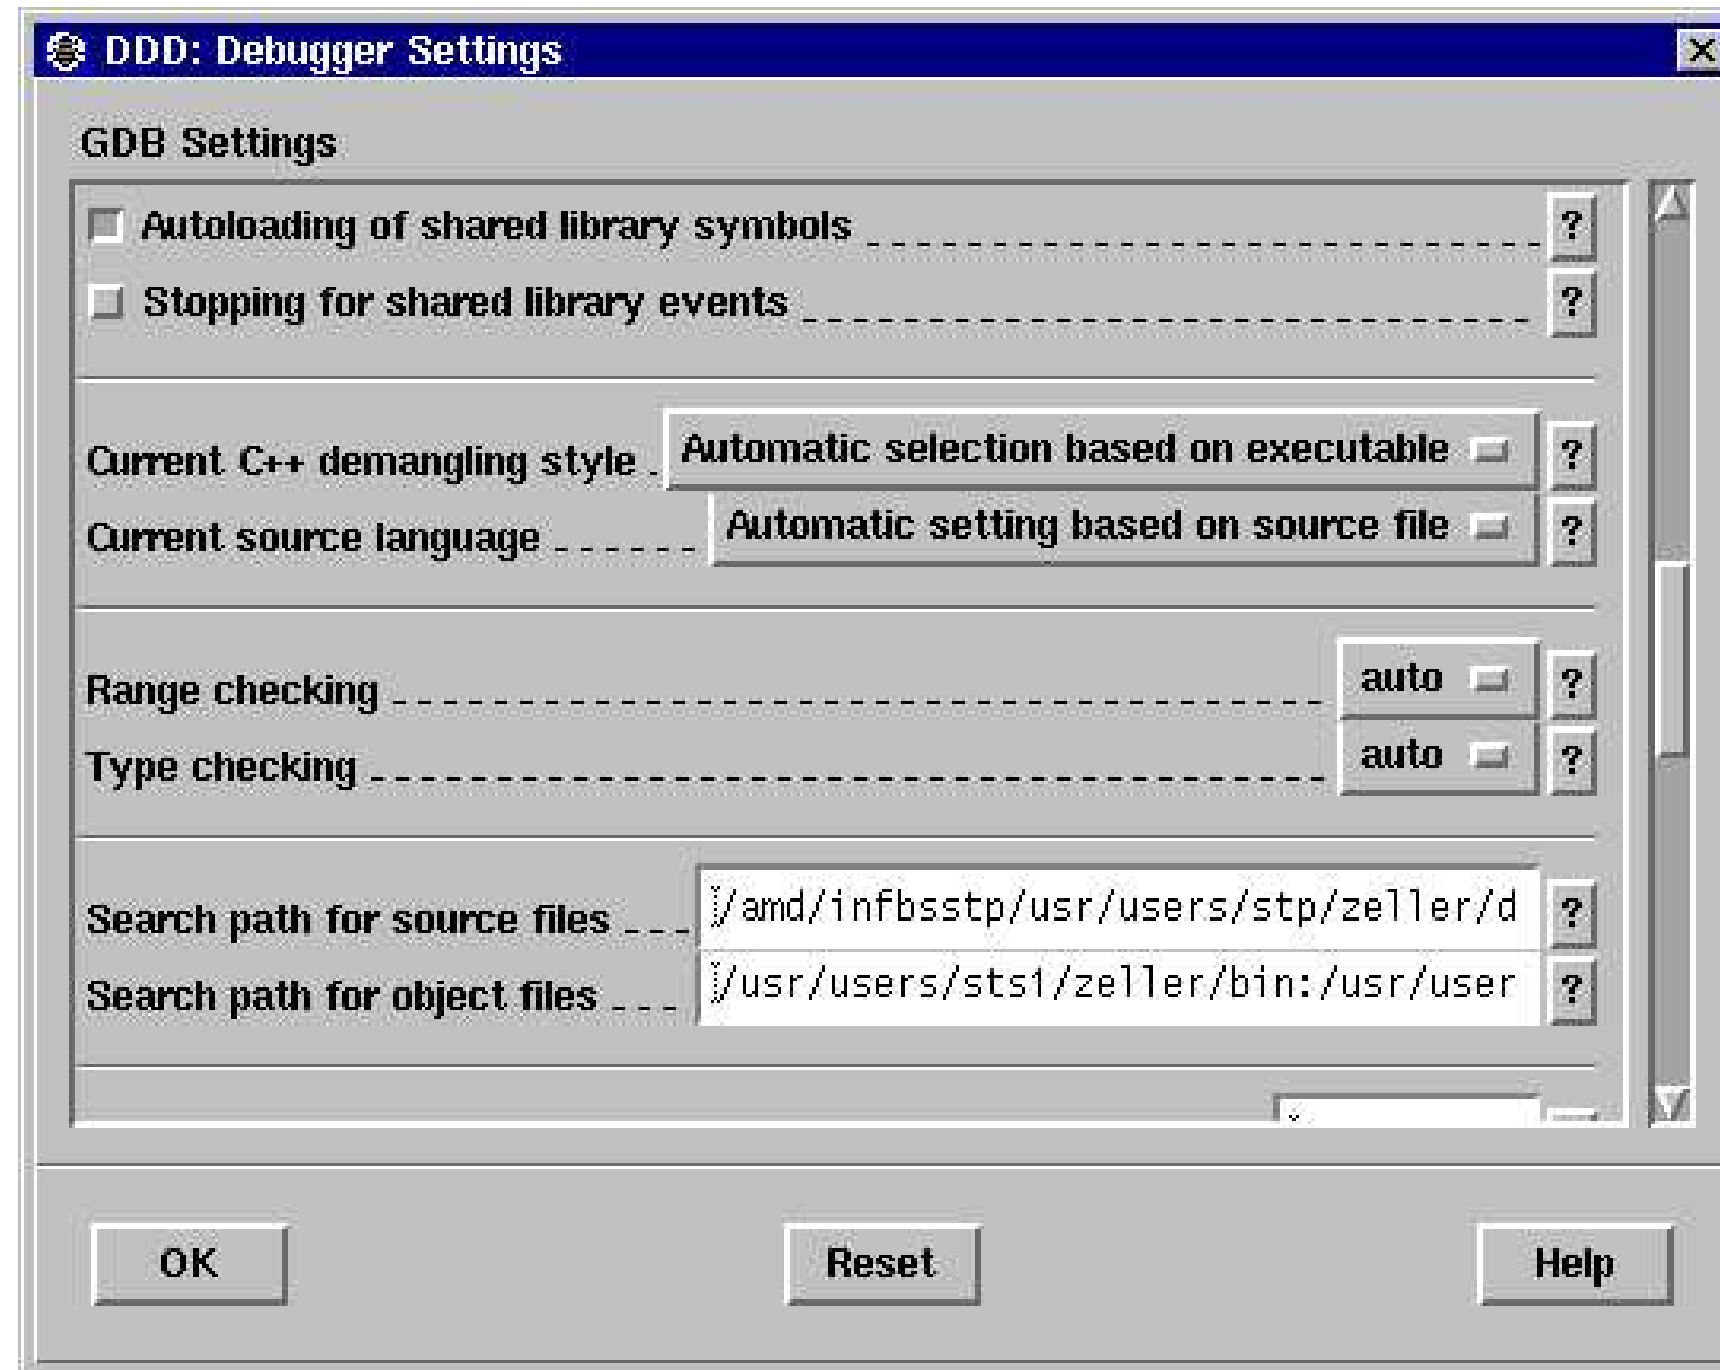 DDD: Debugger Settings
GDB Settings
Autoloading of shared library symbols ?
Stopping for shared library events ?
Current C++ demangling style Automatic selection based on executable ?
Current source language Automatic setting based on source file ?
Range checking auto ?
Type checking auto ?
Search path for source files /amd/infbsstp/usr/users/stp/zeller/d ?
Search path for object files /usr/users/sts1/zeller/bin:/usr/user ?
OK Reset Help